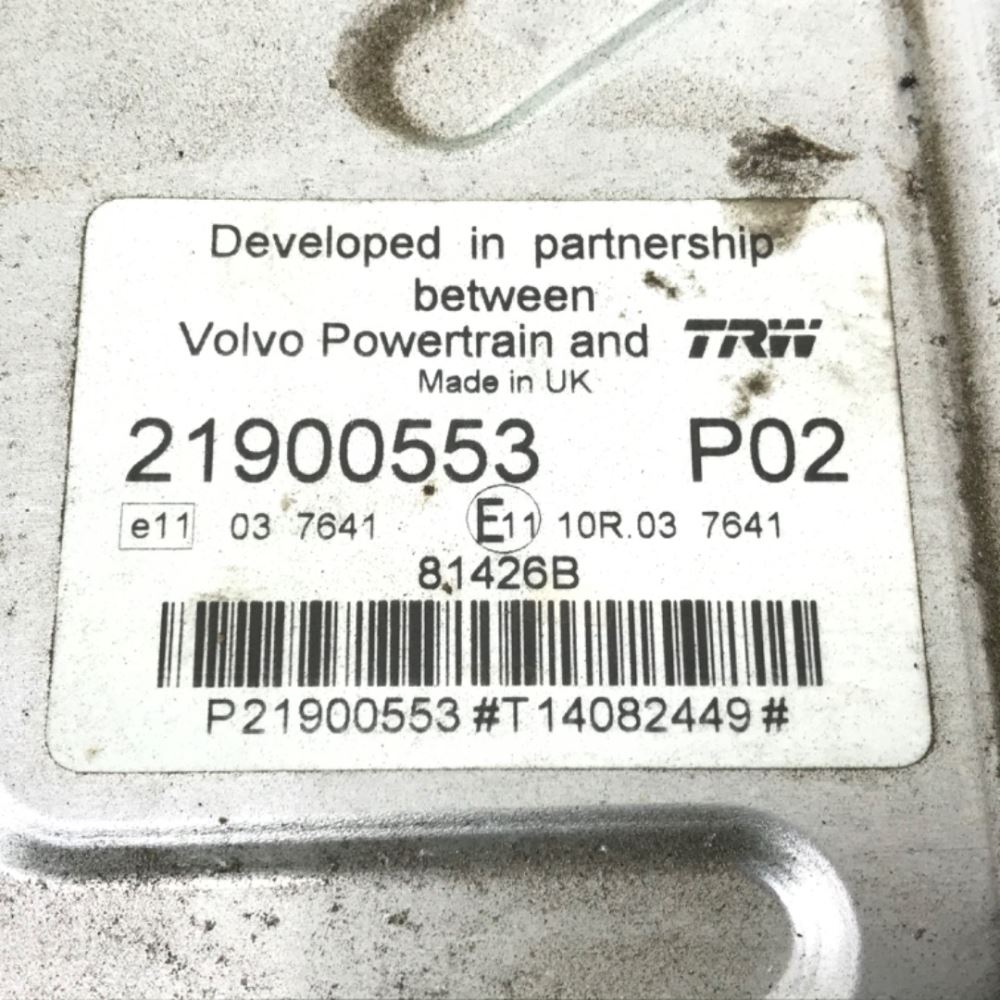 Developed in partnership
between
Volvo Powertrain and TRW
Made in UK
21900553 P02
e11 03 7641 E11 10R.03 7641
81426B
P21900553#T14082449#